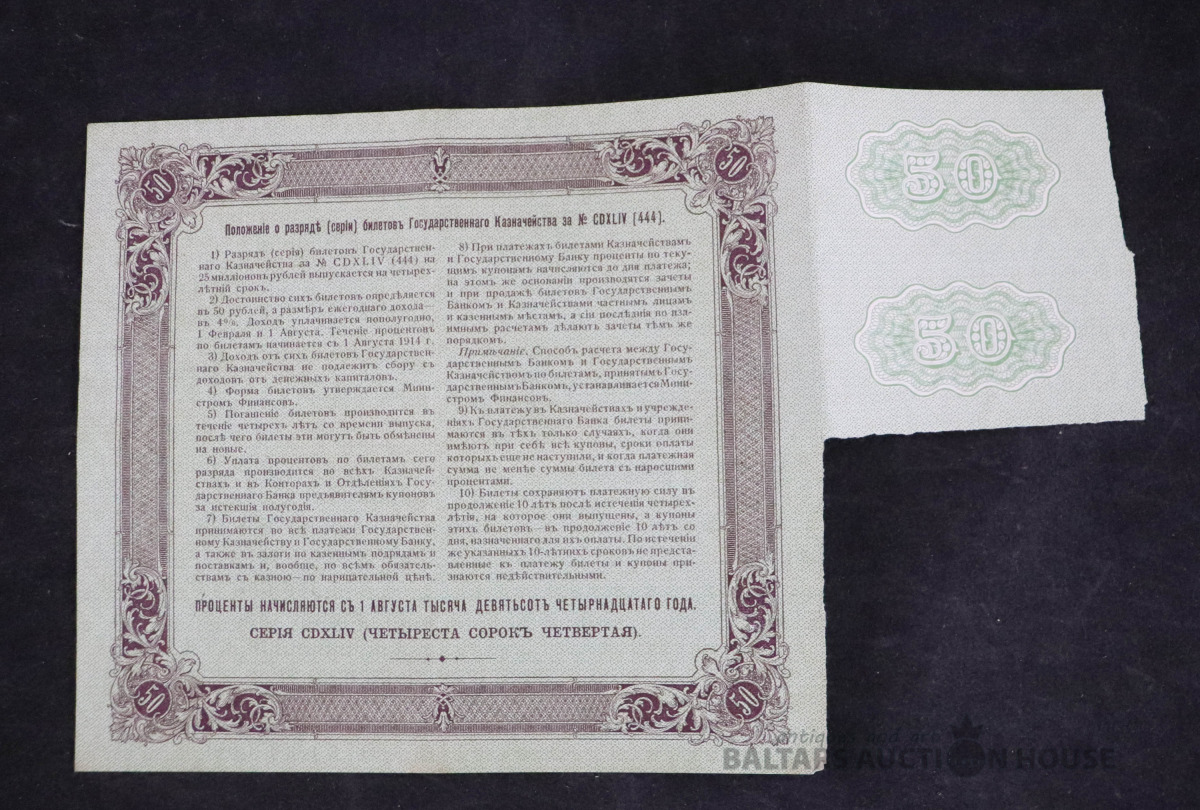 50
50
Положеніе о разрядѣ (серіи) билетовъ Государственнаго Казначейства за № CDXLIV (444).
1) Разрядъ (серія) билетовъ Государствен-
наго Казначейства за № CDXLIV (444) на
25 милліоновъ рублей выпускается на четырех-
лѣтній срокъ.
2) Достоинство сихъ билетовъ опредѣляется
въ 50 рублей, а размѣръ ежегоднаго дохода—
въ 4%. Доходъ уплачивается пополугодно,
1 Февраля и 1 Августа. Теченіе процентовъ
по билетамъ начинается съ 1 Августа 1914 г.
3) Доходъ отъ сихъ билетовъ Государствен-
наго Казначейства не подлежитъ сбору съ
доходовъ отъ денежныхъ капиталовъ.
4) Форма билетовъ утверждается Мини-
стромъ Финансовъ.
5) Погашеніе билетовъ производится въ
теченіе четырехъ лѣтъ со времени выпуска,
послѣ чего билеты эти могутъ быть обмѣнены
на новые.
6) Уплата процентовъ по билетамъ сего
разряда производится по всѣхъ Казначей-
ствахъ и въ Конторахъ и Отдѣленіяхъ Госу-
дарственнаго Банка предъявителямъ купоновъ
за истекшія полугодія.
7) Билеты Государственнаго Казначейства
принимаются во всѣ платежи Государствен-
ному Казначейству и Государственному Банку,
а также въ залоги по казеннымъ подрядамъ и
поставкамъ и, вообще, по всѣмъ обязатель-
ствамъ съ казною—по нарицательной цѣнѣ.
8) При платежахъ билетами Казначействамъ
и Государственному Банку проценты по теку-
щимъ купонамъ начисляются до дня платежа;
на этомъ же основаніи производятся зачеты
и при продажѣ билетовъ Государственнымъ
Банкомъ и Казначействами частнымъ лицамъ
и казеннымъ мѣстамъ, а сіи послѣднія по вза-
имнымъ расчетамъ дѣлаютъ зачеты тѣмъ же
порядкомъ.
Примѣчаніе. Способъ расчета между Госу-
дарственнымъ Банкомъ и Государственнымъ
Казначействомъ по билетамъ, принятымъ Госу-
дарственнымъ Банкомъ, устанавливается Мини-
стромъ Финансовъ.
9) Къ платежу въ Казначействахъ и учрежде-
ніяхъ Государственнаго Банка билеты прини-
маются въ тѣхъ только случаяхъ, когда они
имѣютъ при себѣ всѣ купоны, сроки оплаты
которыхъ еще не наступили, и когда платежная
сумма не менѣе суммы билета съ наросшими
процентами.
10) Билеты сохраняютъ платежную силу въ
продолженіе 10 лѣтъ послѣ истеченія четырех-
лѣтія, на которое они выпущены, а купоны
этихъ билетовъ—въ продолженіе 10 лѣтъ со
дня, назначеннаго для ихъ оплаты. По истеченіи
же указанныхъ 10-лѣтнихъ сроковъ не предста-
вленные къ платежу билеты и купоны при-
знаются недѣйствительными.
ПРОЦЕНТЫ НАЧИСЛЯЮТСЯ СЪ 1 АВГУСТА ТЫСЯЧА ДЕВЯТЬСОТЪ ЧЕТЫРНАДЦАТАГО ГОДА.
СЕРІЯ CDXLIV (ЧЕТЫРЕСТА СОРОКЪ ЧЕТВЕРТАЯ).
50
50
50
50
BALTARS AUCTION HOUSE